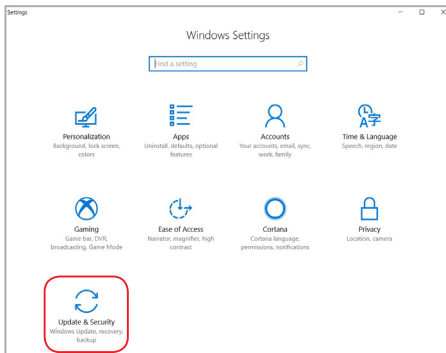 Settings
Windows Settings
Find a setting
Personalization
Background, lock screen,
colors
Apps
Uninstall, defaults, optional
features
Accounts
Your accounts, email, sync,
work, family
Time & Language
Speech, region, date
Gaming
Game bar, DVR,
broadcasting, Game Mode
Ease of Access
Narrator, magnifier, high
contrast
Cortana
Cortana language,
permissions, notifications
Privacy
Location, camera
Update & Security
Windows Update, recovery,
backup